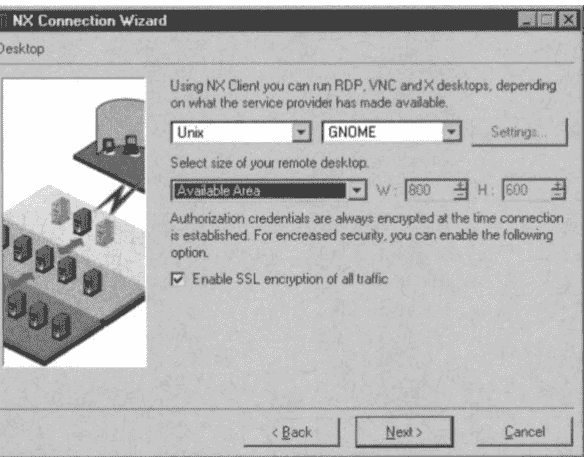 NX Connection Wizard
Desktop
Using NX Client you can run RDP, VNC and X desktops, depending
on what the service provider has made available.
Unix GNOME Settings...
Select size of your remote desktop.
Available Area W: 800 H: 600
Authorization credentials are always encrypted at the time connection
is established. For encreased security, you can enable the following
option.
Enable SSL encryption of all traffic
< Back Next > Cancel